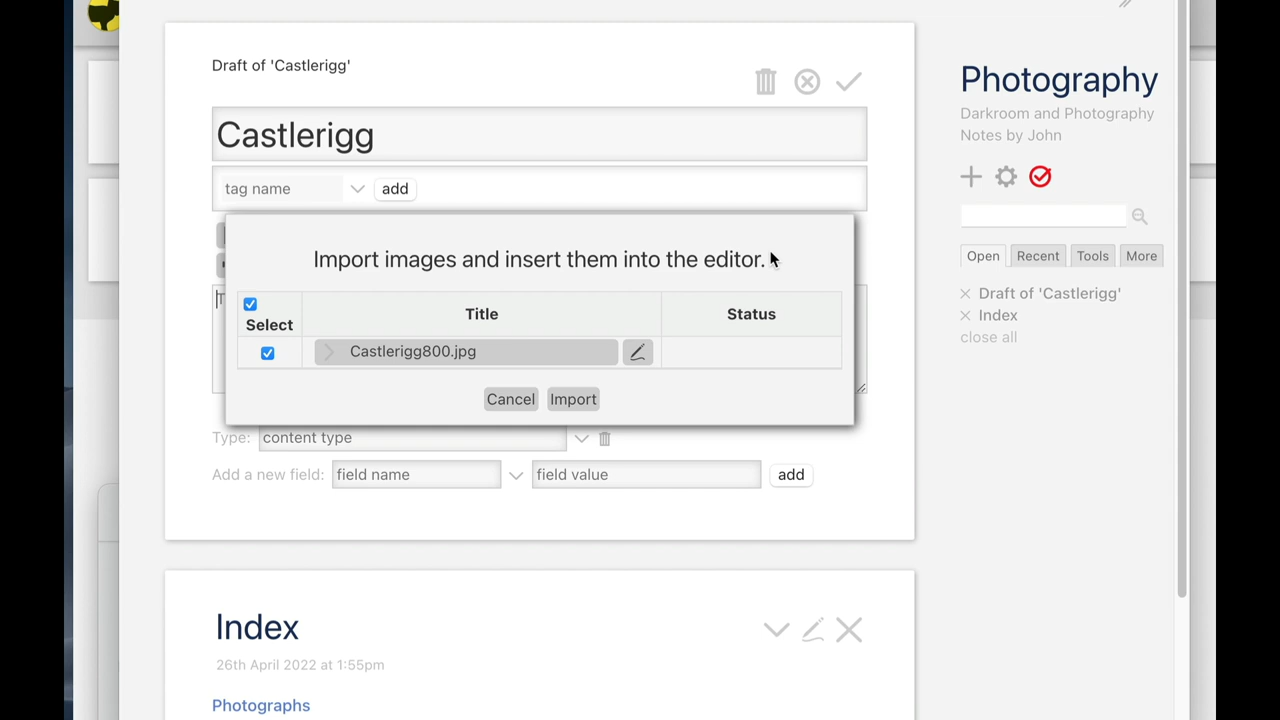 Draft of 'Castlerigg'
Castlerigg
tag name
add
Import images and insert them into the editor.
Select
Title
Status
Castlerigg800.jpg
Cancel
Import
Type:
content type
Add a new field:
field name
field value
add
Index
26th April 2022 at 1:55pm
Photographs
Photography
Darkroom and Photography
Notes by John
Open
Recent
Tools
More
Draft of 'Castlerigg'
Index
close all